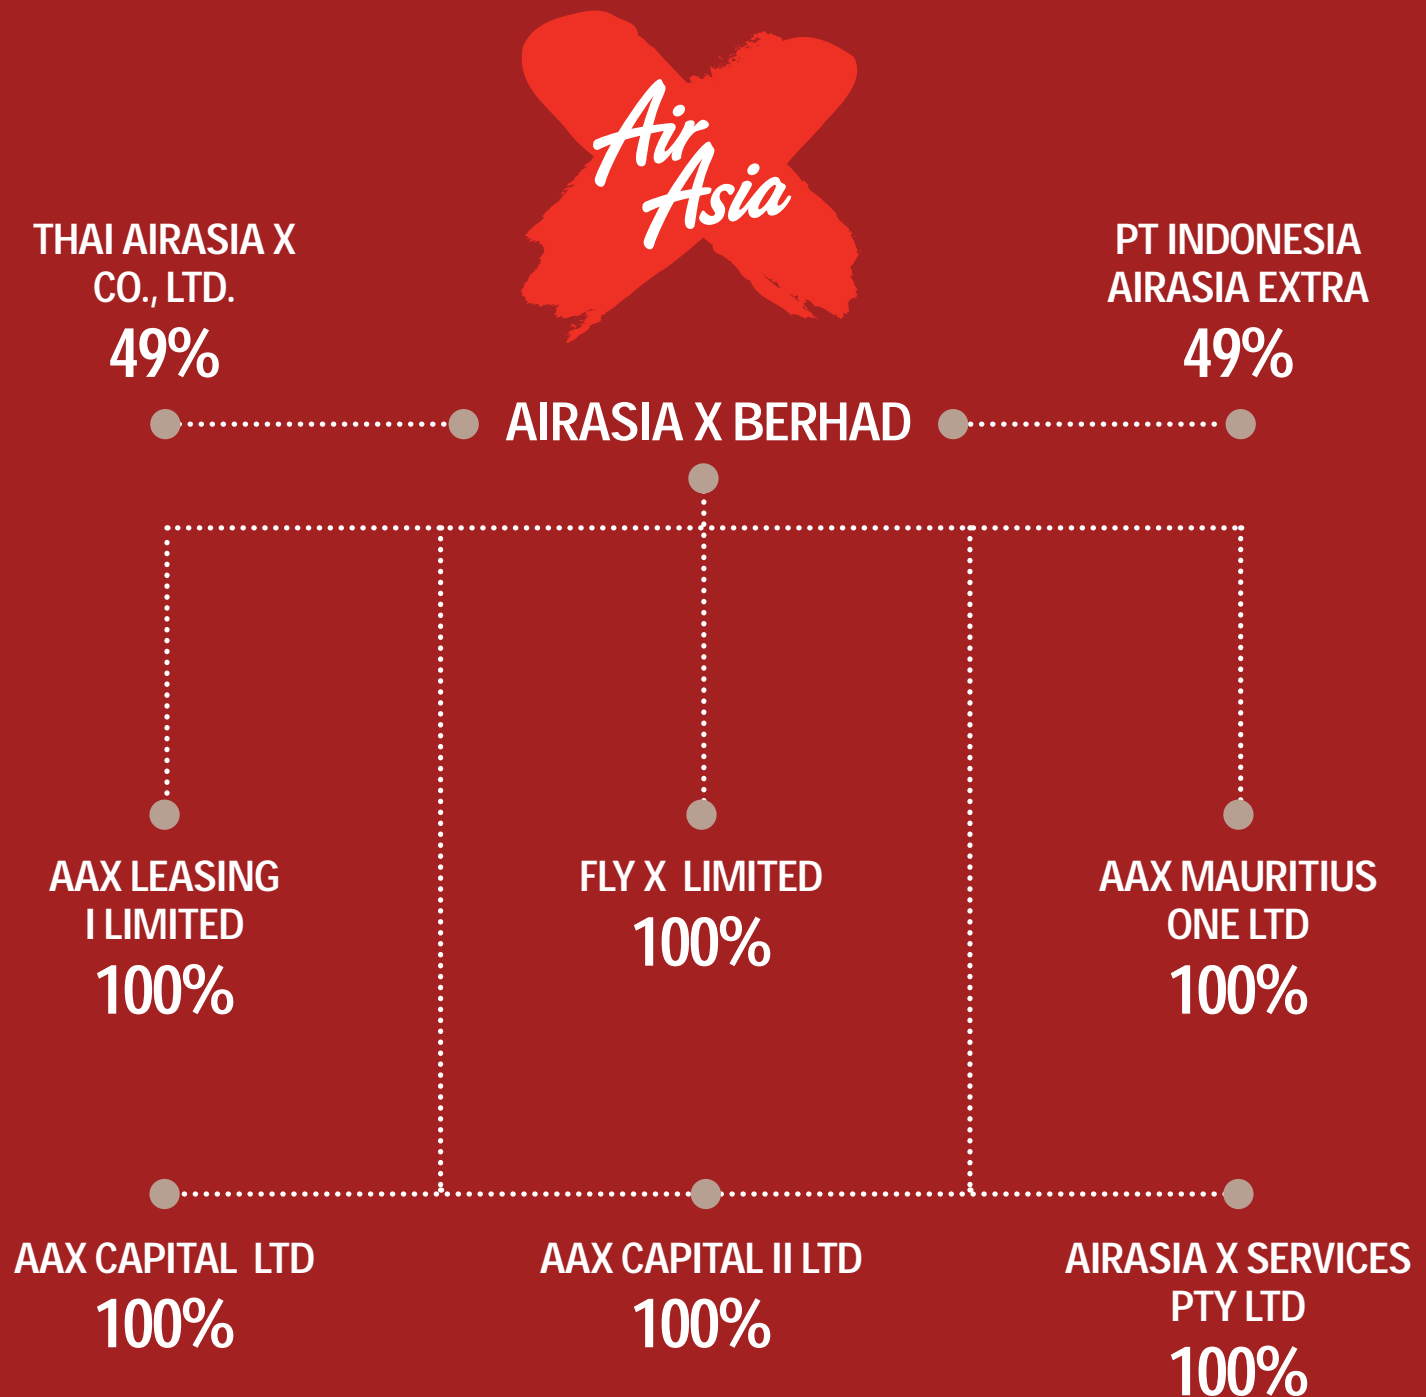 Air
Asia
THAI AIRASIA X
CO., LTD.
49%
PT INDONESIA
AIRASIA EXTRA
49%
AIRASIA X BERHAD
AAX LEASING
I LIMITED
100%
FLY X LIMITED
100%
AAX MAURITIUS
ONE LTD
100%
AAX CAPITAL LTD
100%
AAX CAPITAL II LTD
100%
AIRASIA X SERVICES
PTY LTD
100%